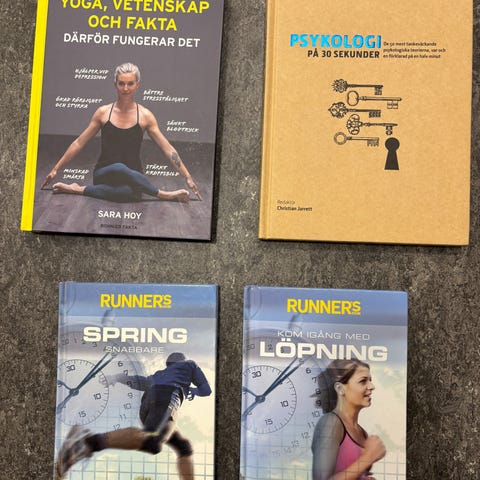 YOGA, VETENSKAP
OCH FAKTA
DÄRFÖR FUNGERAR DET
HJÄLPER VID
DEPRESSION
BÄTTRE
STRESSTÅLIGHET
ÖKAD RÖRLIGHET
OCH STYRKA
SÄNKT
BLODTRYCK
MINSKAD
SMÄRTA
STÄRKT
KROPPSBILD
SARA HOY
BONNIER FAKTA
PSYKOLOGI
PÅ 30 SEKUNDER
De 50 mest tankeväckande
psykologiska teorierna, var och
en förklarad på en halv minut
Redaktör
Christian Jarrett
RUNNER'S
SPRING
SNABBARE
RUNNER'S
KOM IGÅNG MED
LÖPNING